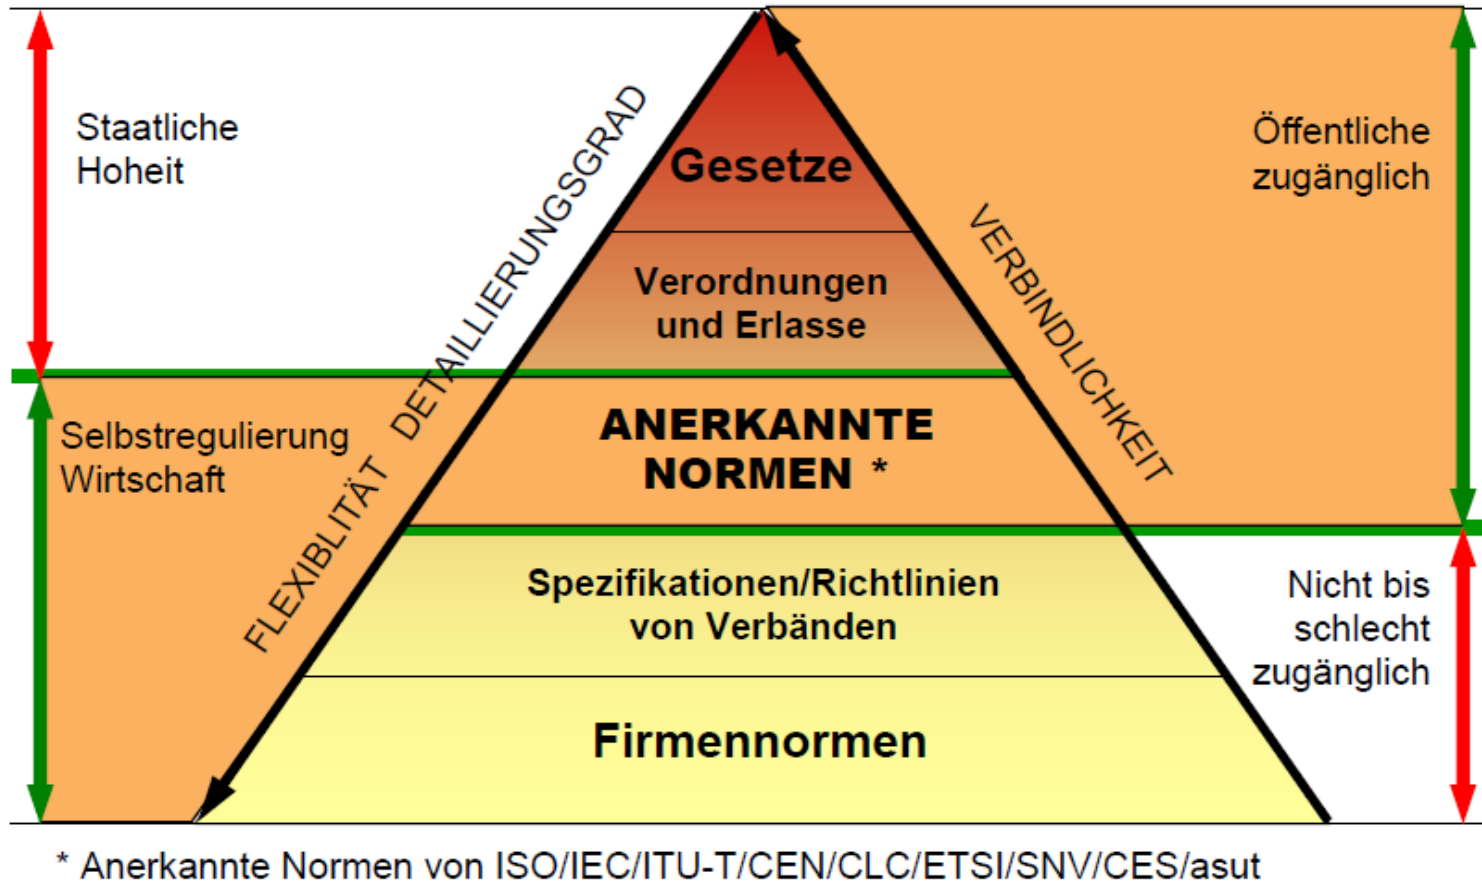 Staatliche
Hoheit
Öffentliche
zugänglich
Gesetze
Verordnungen
und Erlasse
DETAILLIERUNGSGRAD
VERBINDLICHKEIT
Selbstregulierung
Wirtschaft
ANERKANNTE
NORMEN *
FLEXIBLITÄT
Spezifikationen/Richtlinien
von Verbänden
Nicht bis
schlecht
zugänglich
Firmennormen
* Anerkannte Normen von ISO/IEC/ITU-T/CEN/CLC/ETSI/SNV/CES/asut